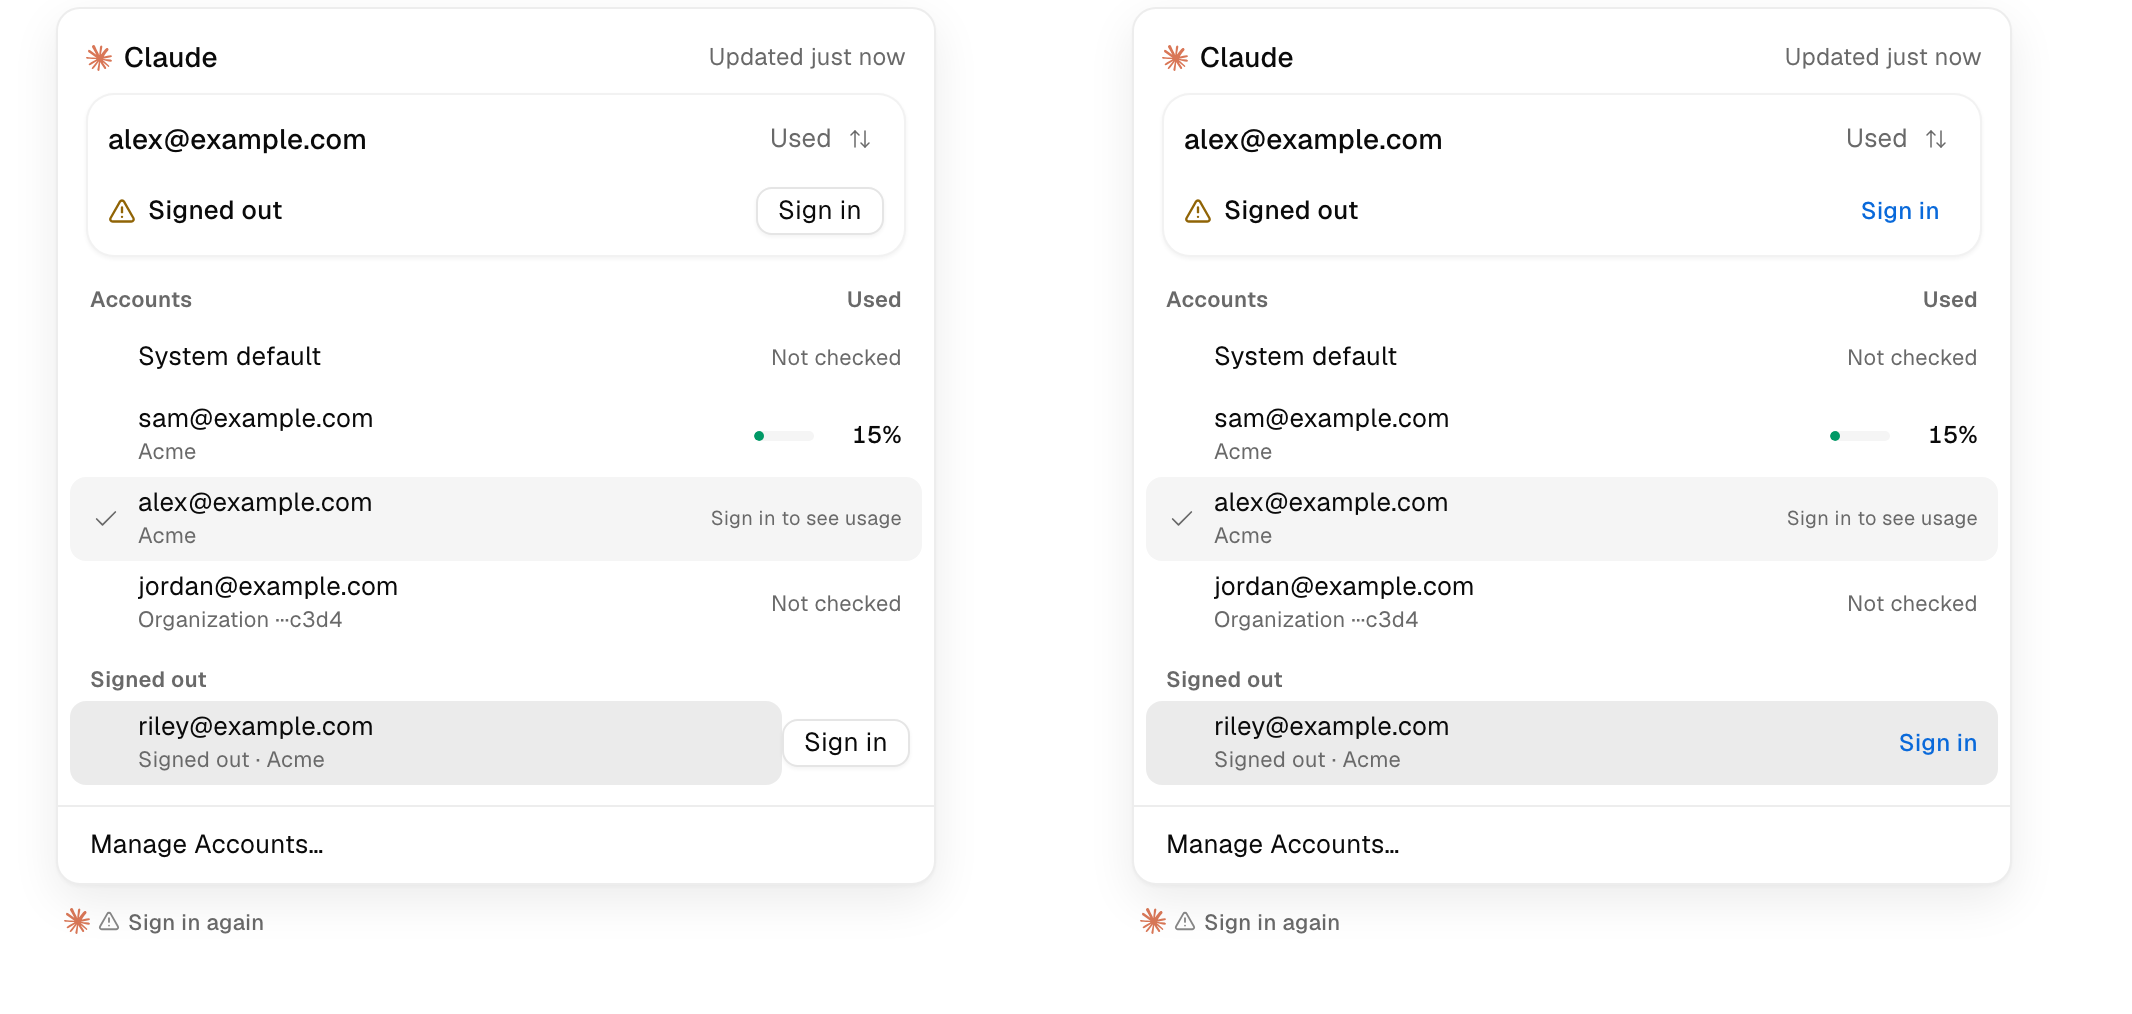 Claude Updated just now
alex@example.com Used
Signed out Sign in
Accounts Used
System default Not checked
sam@example.com 15%
Acme
alex@example.com Sign in to see usage
Acme
jordan@example.com Not checked
Organization ···c3d4
Signed out
riley@example.com Sign in
Signed out · Acme
Manage Accounts...
Sign in again
Claude Updated just now
alex@example.com Used
Signed out Sign in
Accounts Used
System default Not checked
sam@example.com 15%
Acme
alex@example.com Sign in to see usage
Acme
jordan@example.com Not checked
Organization ···c3d4
Signed out
riley@example.com Sign in
Signed out · Acme
Manage Accounts...
Sign in again